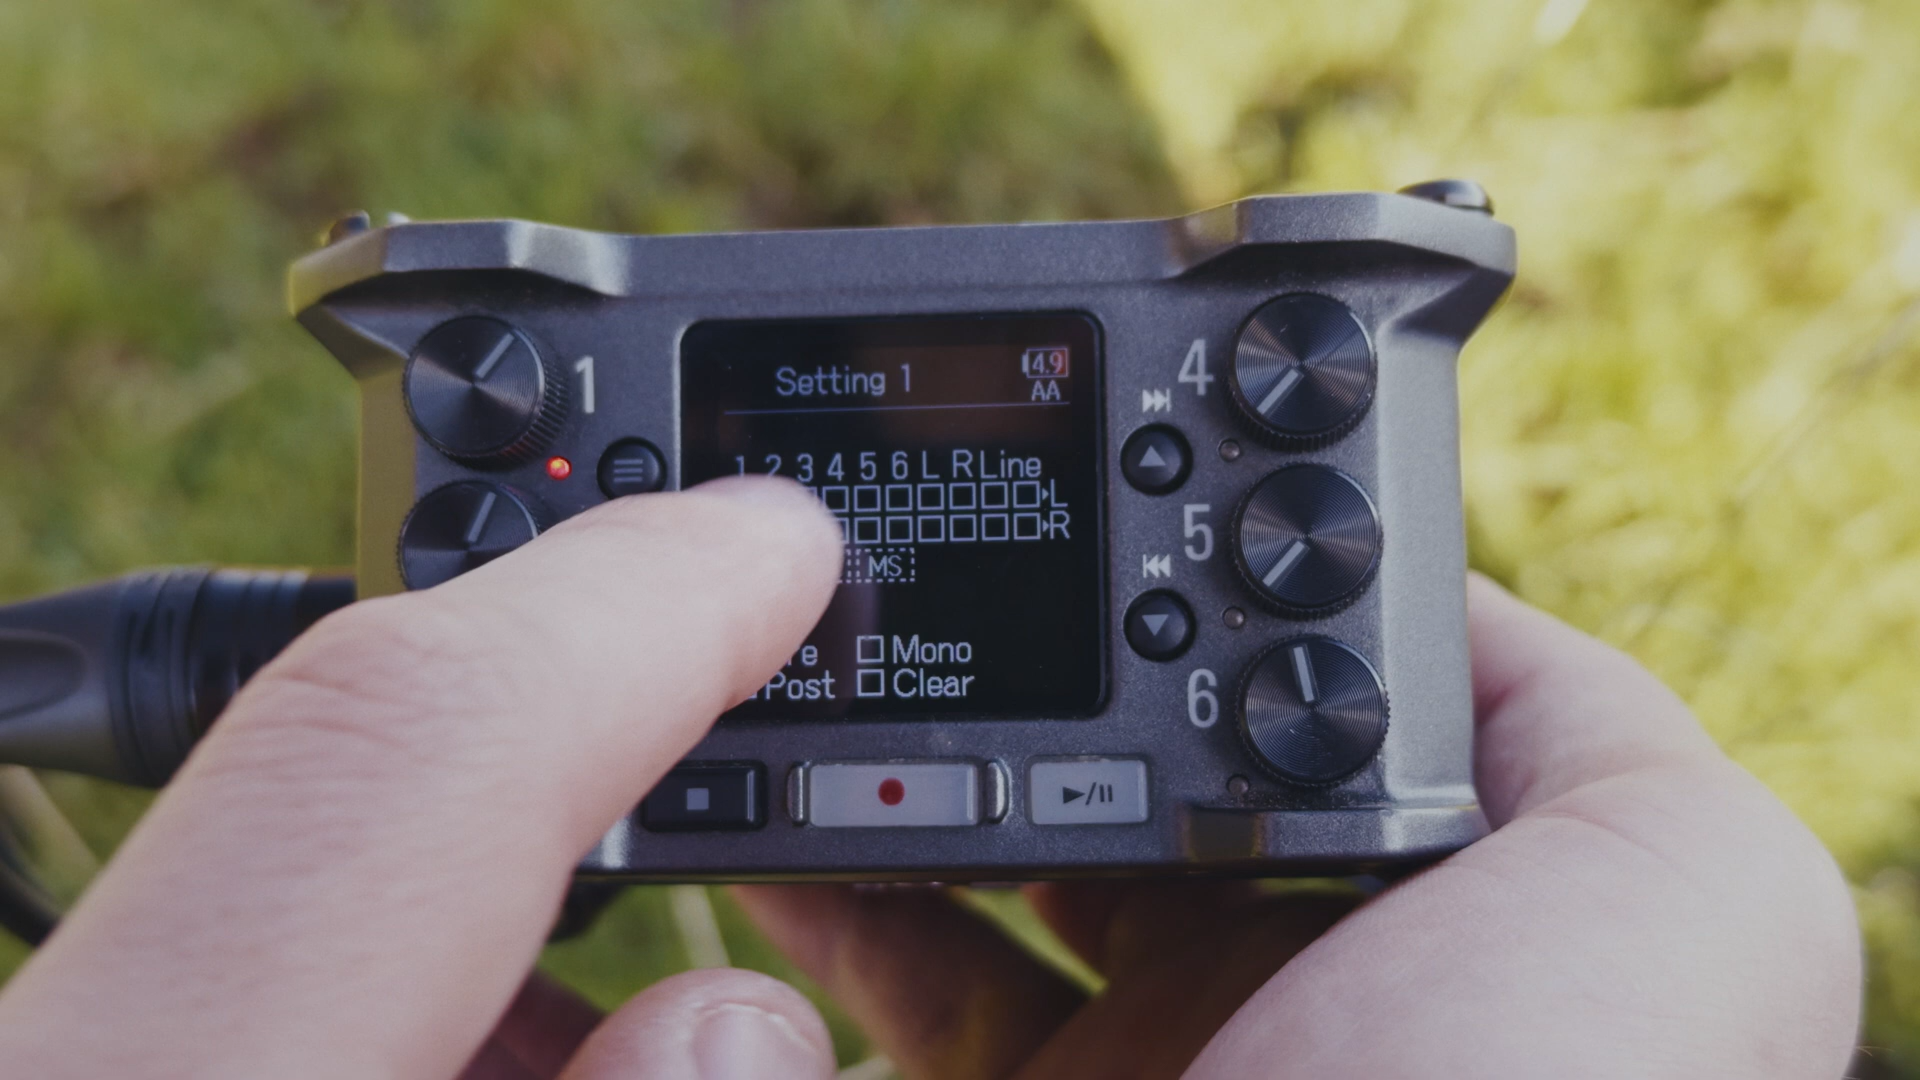 Setting 1
4.9
AA
1 2 3 4 5 6 L R Line
L
R
MS
Mono
Post
Clear
1
4
5
6